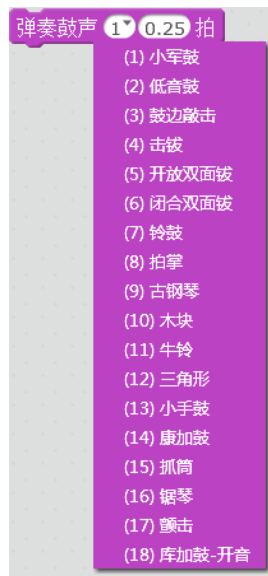 弹奏鼓声 1 0.25 拍
(1) 小军鼓
(2) 低音鼓
(3) 鼓边敲击
(4) 击钹
(5) 开放双面钹
(6) 闭合双面钹
(7) 铃鼓
(8) 拍掌
(9) 古钢琴
(10) 木块
(11) 牛铃
(12) 三角形
(13) 小手鼓
(14) 康加鼓
(15) 抓筒
(16) 锯琴
(17) 颤击
(18) 库加鼓-开音